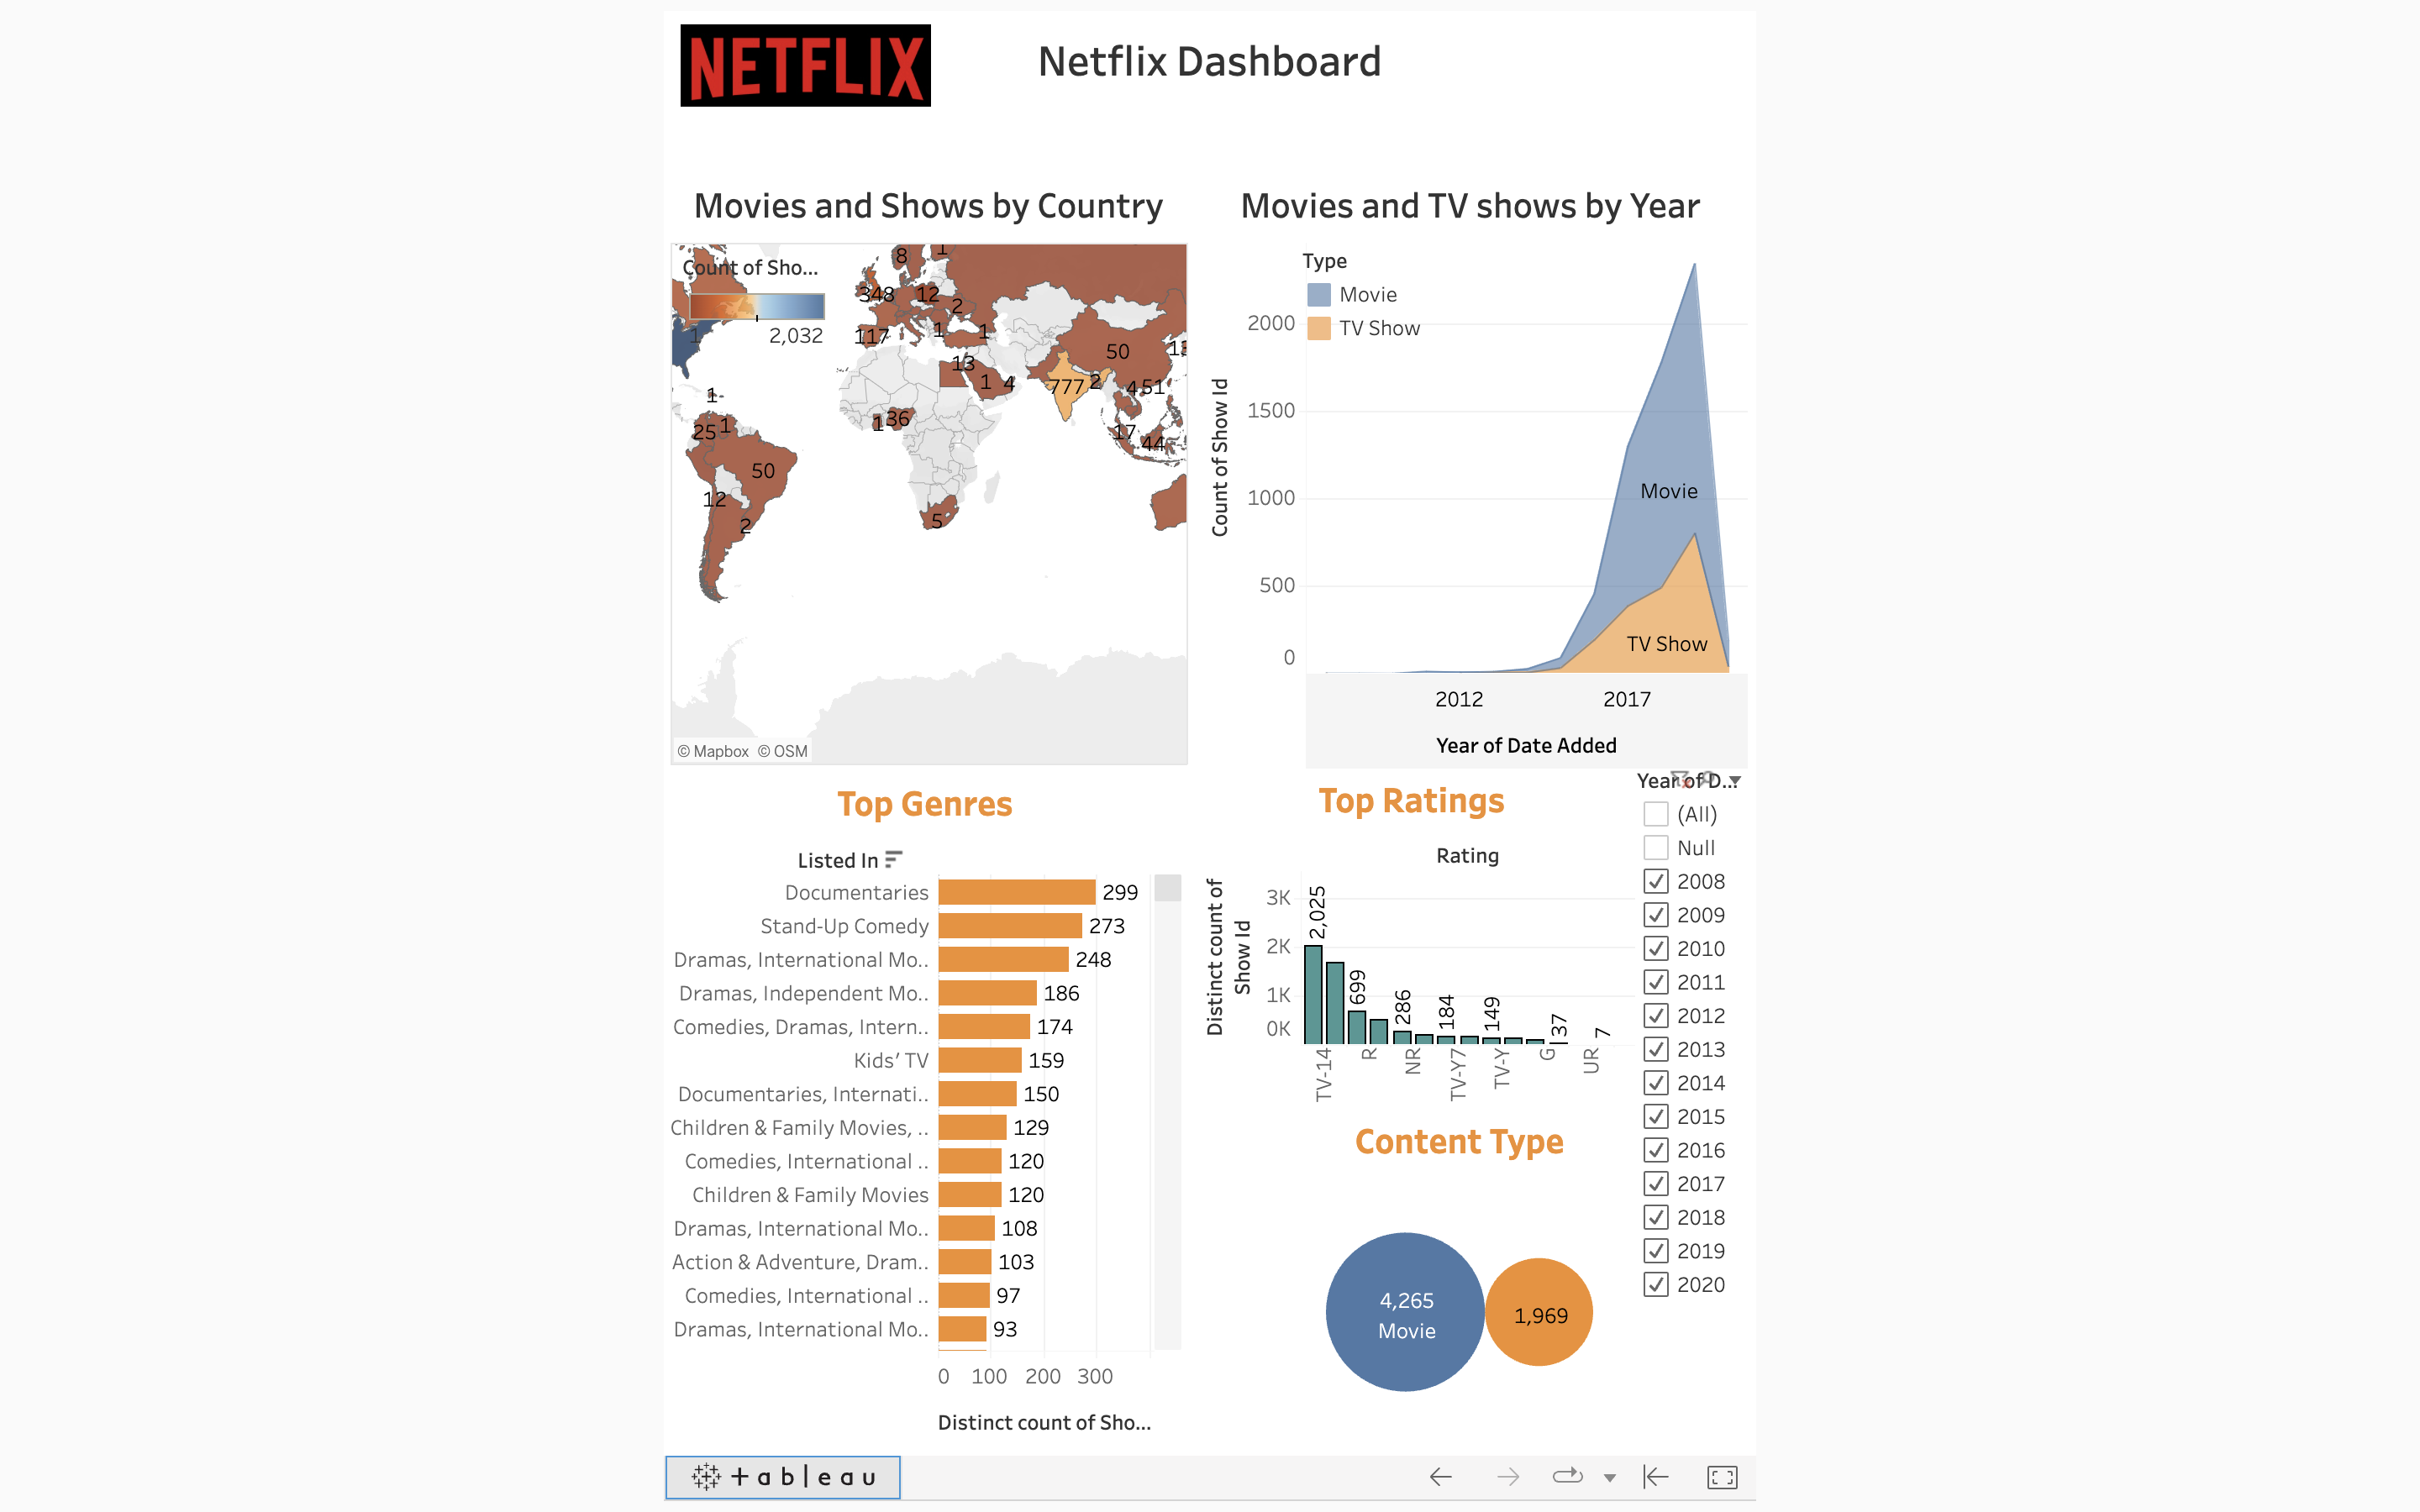 NETFLIX
Netflix Dashboard
Movies and Shows by Country
Count of Sho...
1
2,032
8
1
348
12
2
117
1
1
13
1
4
50
777
2
4
51
1
25
1
1
36
17
44
50
12
2
5
© Mapbox © OSM
Movies and TV shows by Year
Type
Movie
TV Show
Count of Show Id
2000
1500
1000
500
0
Movie
TV Show
2012
2017
Year of Date Added
Top Genres
Listed In
Documentaries 299
Stand-Up Comedy 273
Dramas, International Mo.. 248
Dramas, Independent Mo.. 186
Comedies, Dramas, Intern.. 174
Kids' TV 159
Documentaries, Internati.. 150
Children & Family Movies, .. 129
Comedies, International .. 120
Children & Family Movies 120
Dramas, International Mo.. 108
Action & Adventure, Dram.. 103
Comedies, International .. 97
Dramas, International Mo.. 93
0 100 200 300
Distinct count of Sho...
Top Ratings
Rating
Distinct count of
Show Id
3K
2K
1K
0K
2,025
699
286
184
149
37
7
TV-14
R
NR
TV-Y7
TV-Y
G
UR
Content Type
4,265
Movie
1,969
Year of D...
(All)
Null
2008
2009
2010
2011
2012
2013
2014
2015
2016
2017
2018
2019
2020
+ableau